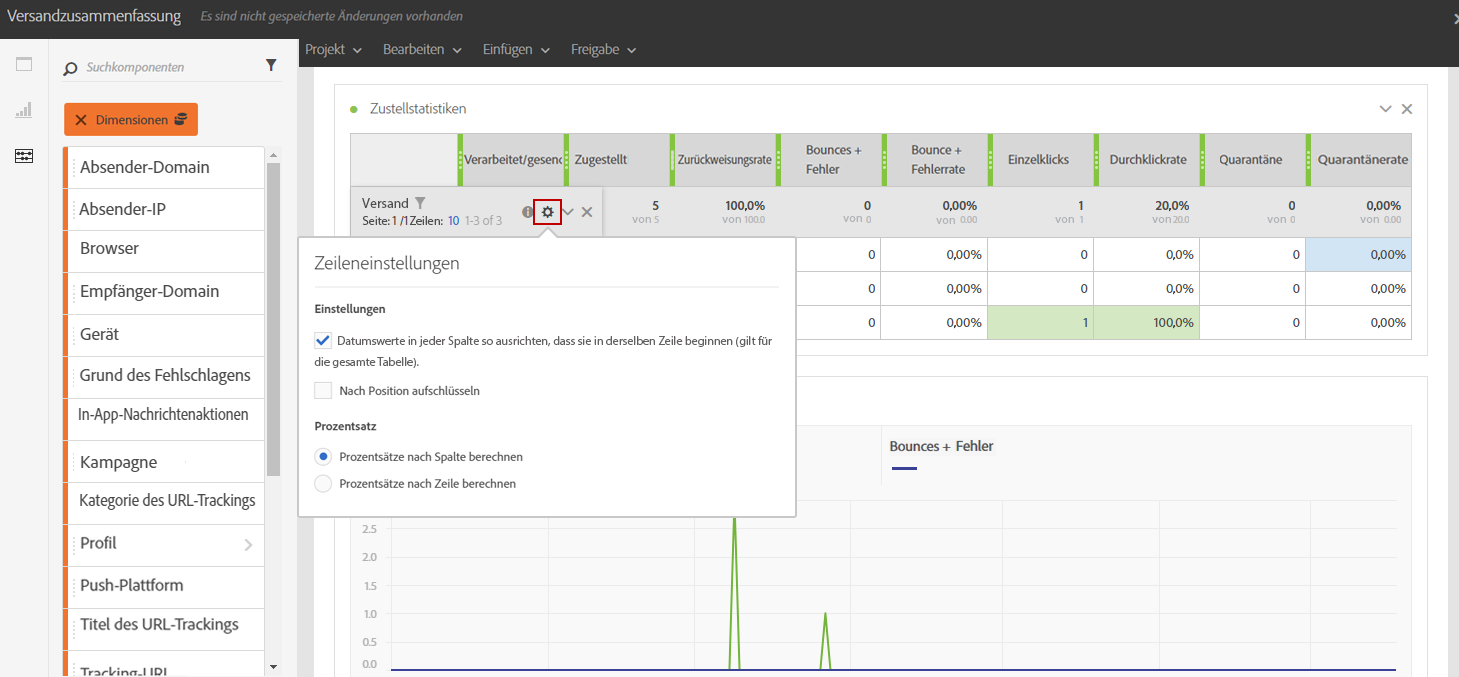 Versandzusammenfassung Es sind nicht gespeicherte Änderungen vorhanden
Projekt Bearbeiten Einfügen Freigabe
Suchkomponenten
Dimensionen
Absender-Domain
Absender-IP
Browser
Empfänger-Domain
Gerät
Grund des Fehlschlagens
In-App-Nachrichtenaktionen
Kampagne
Kategorie des URL-Trackings
Profil
Push-Plattform
Titel des URL-Trackings
Tracking-URL
Zustellstatistiken
Verarbeitet/gesend Zugestellt Zurückweisungsrate Bounces + Fehler Bounce + Fehlerrate Einzelklicks Durchklickrate Quarantäne Quarantänerate
Versand
Seite: 1 /1 Zeilen: 10 1-3 of 3
5 100,0% 0 0,00% 1 20,0% 0 0,00%
von 5 von 100.0 von 0 von 0.00 von 1 von 20.0 von 0 von 0.00
0 0,00% 0 0,0% 0 0,00%
0 0,00% 0 0,0% 0 0,00%
0 0,00% 1 100,0% 0 0,00%
Zeileneinstellungen
Einstellungen
Datumswerte in jeder Spalte so ausrichten, dass sie in derselben Zeile beginnen (gilt für
die gesamte Tabelle).
Nach Position aufschlüsseln
Prozentsatz
Prozentsätze nach Spalte berechnen
Prozentsätze nach Zeile berechnen
Bounces + Fehler
2.5
2.0
1.5
1.0
0.5
0.0